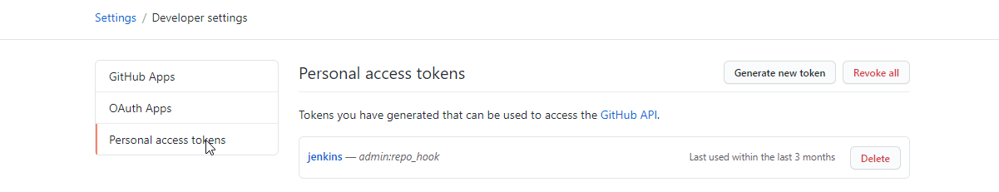 Settings / Developer settings
GitHub Apps
OAuth Apps
Personal access tokens
Personal access tokens
Generate new token
Revoke all
Tokens you have generated that can be used to access the GitHub API.
jenkins — admin:repo_hook
Last used within the last 3 months
Delete